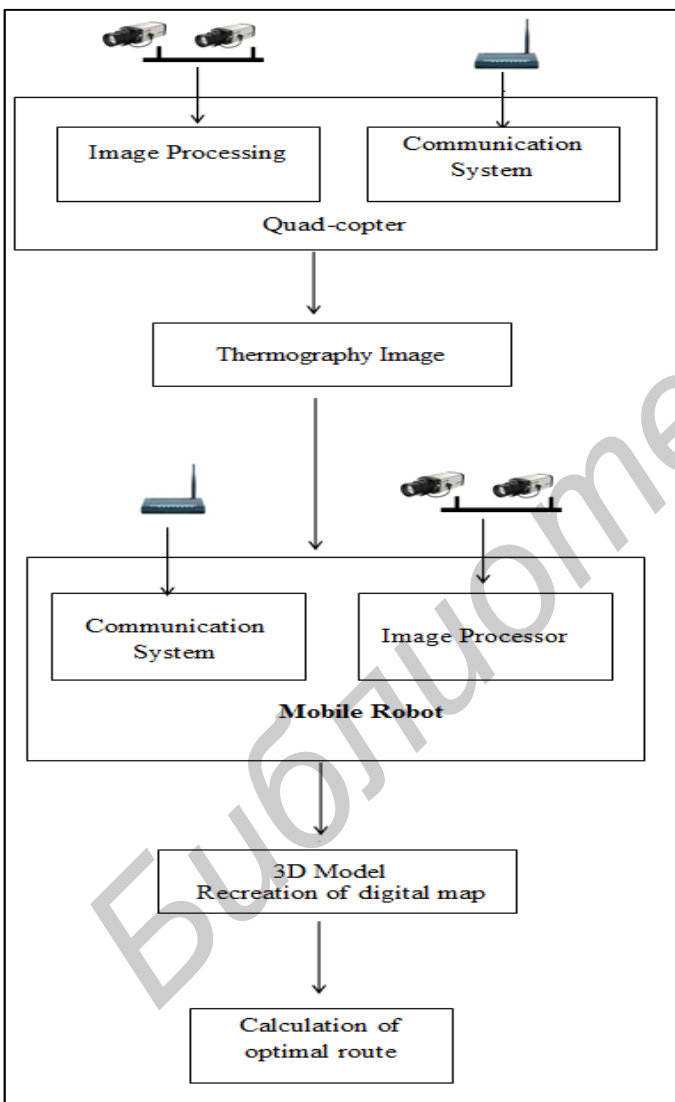 Image Processing
Communication
System
Quad-copter
Thermography Image
Communication
System
Image Processor
Mobile Robot
3D Model
Recreation of digital map
Calculation of
optimal route
Библиоте